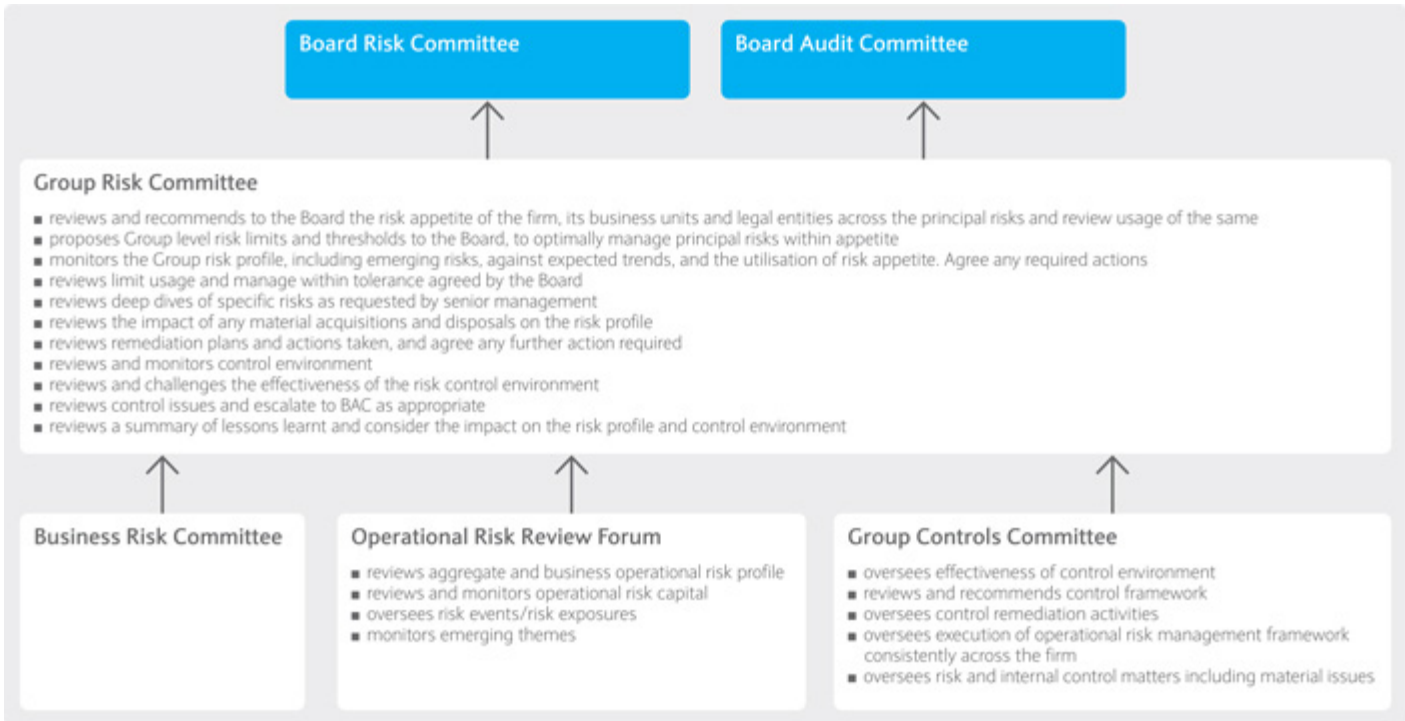 Board Risk Committee
Board Audit Committee
Group Risk Committee
■ reviews and recommends to the Board the risk appetite of the firm, its business units and legal entities across the principal risks and review usage of the same
■ proposes Group level risk limits and thresholds to the Board, to optimally manage principal risks within appetite
■ monitors the Group risk profile, including emerging risks, against expected trends, and the utilisation of risk appetite. Agree any required actions
■ reviews limit usage and manage within tolerance agreed by the Board
■ reviews deep dives of specific risks as requested by senior management
■ reviews the impact of any material acquisitions and disposals on the risk profile
■ reviews remediation plans and actions taken, and agree any further action required
■ reviews and monitors control environment
■ reviews and challenges the effectiveness of the risk control environment
■ reviews control issues and escalate to BAC as appropriate
■ reviews a summary of lessons learnt and consider the impact on the risk profile and control environment
Business Risk Committee
Operational Risk Review Forum
■ reviews aggregate and business operational risk profile
■ reviews and monitors operational risk capital
■ oversees risk events/risk exposures
■ monitors emerging themes
Group Controls Committee
■ oversees effectiveness of control environment
■ reviews and recommends control framework
■ oversees control remediation activities
■ oversees execution of operational risk management framework
consistently across the firm
■ oversees risk and internal control matters including material issues